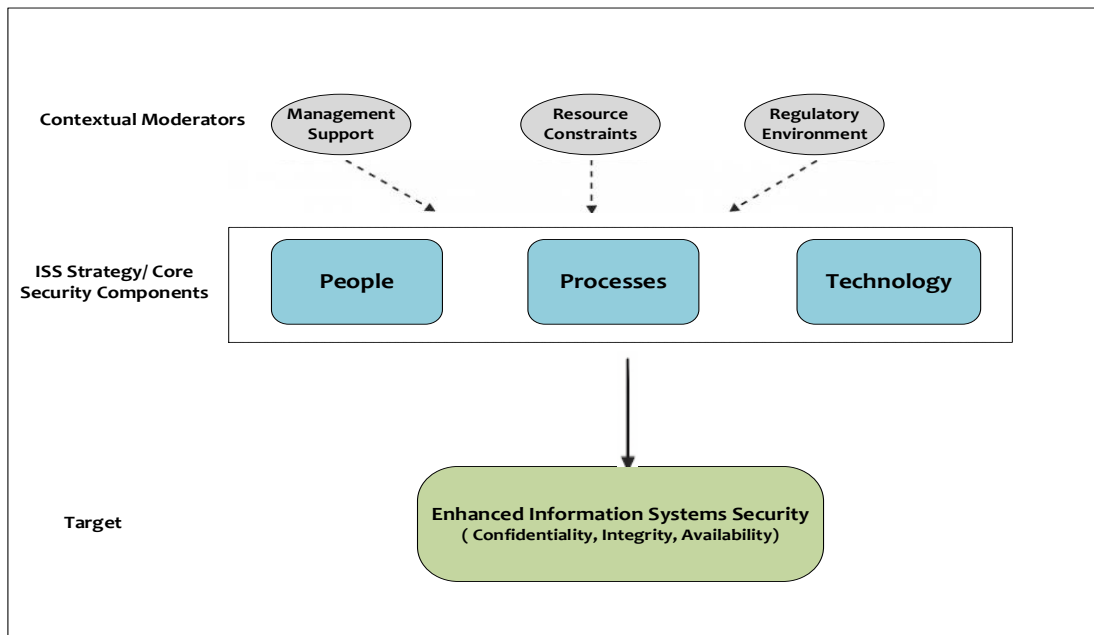 Contextual Moderators
Management
Support
Resource
Constraints
Regulatory
Environment
ISS Strategy/ Core
Security Components
People
Processes
Technology
Target
Enhanced Information Systems Security
( Confidentiality, Integrity, Availability)